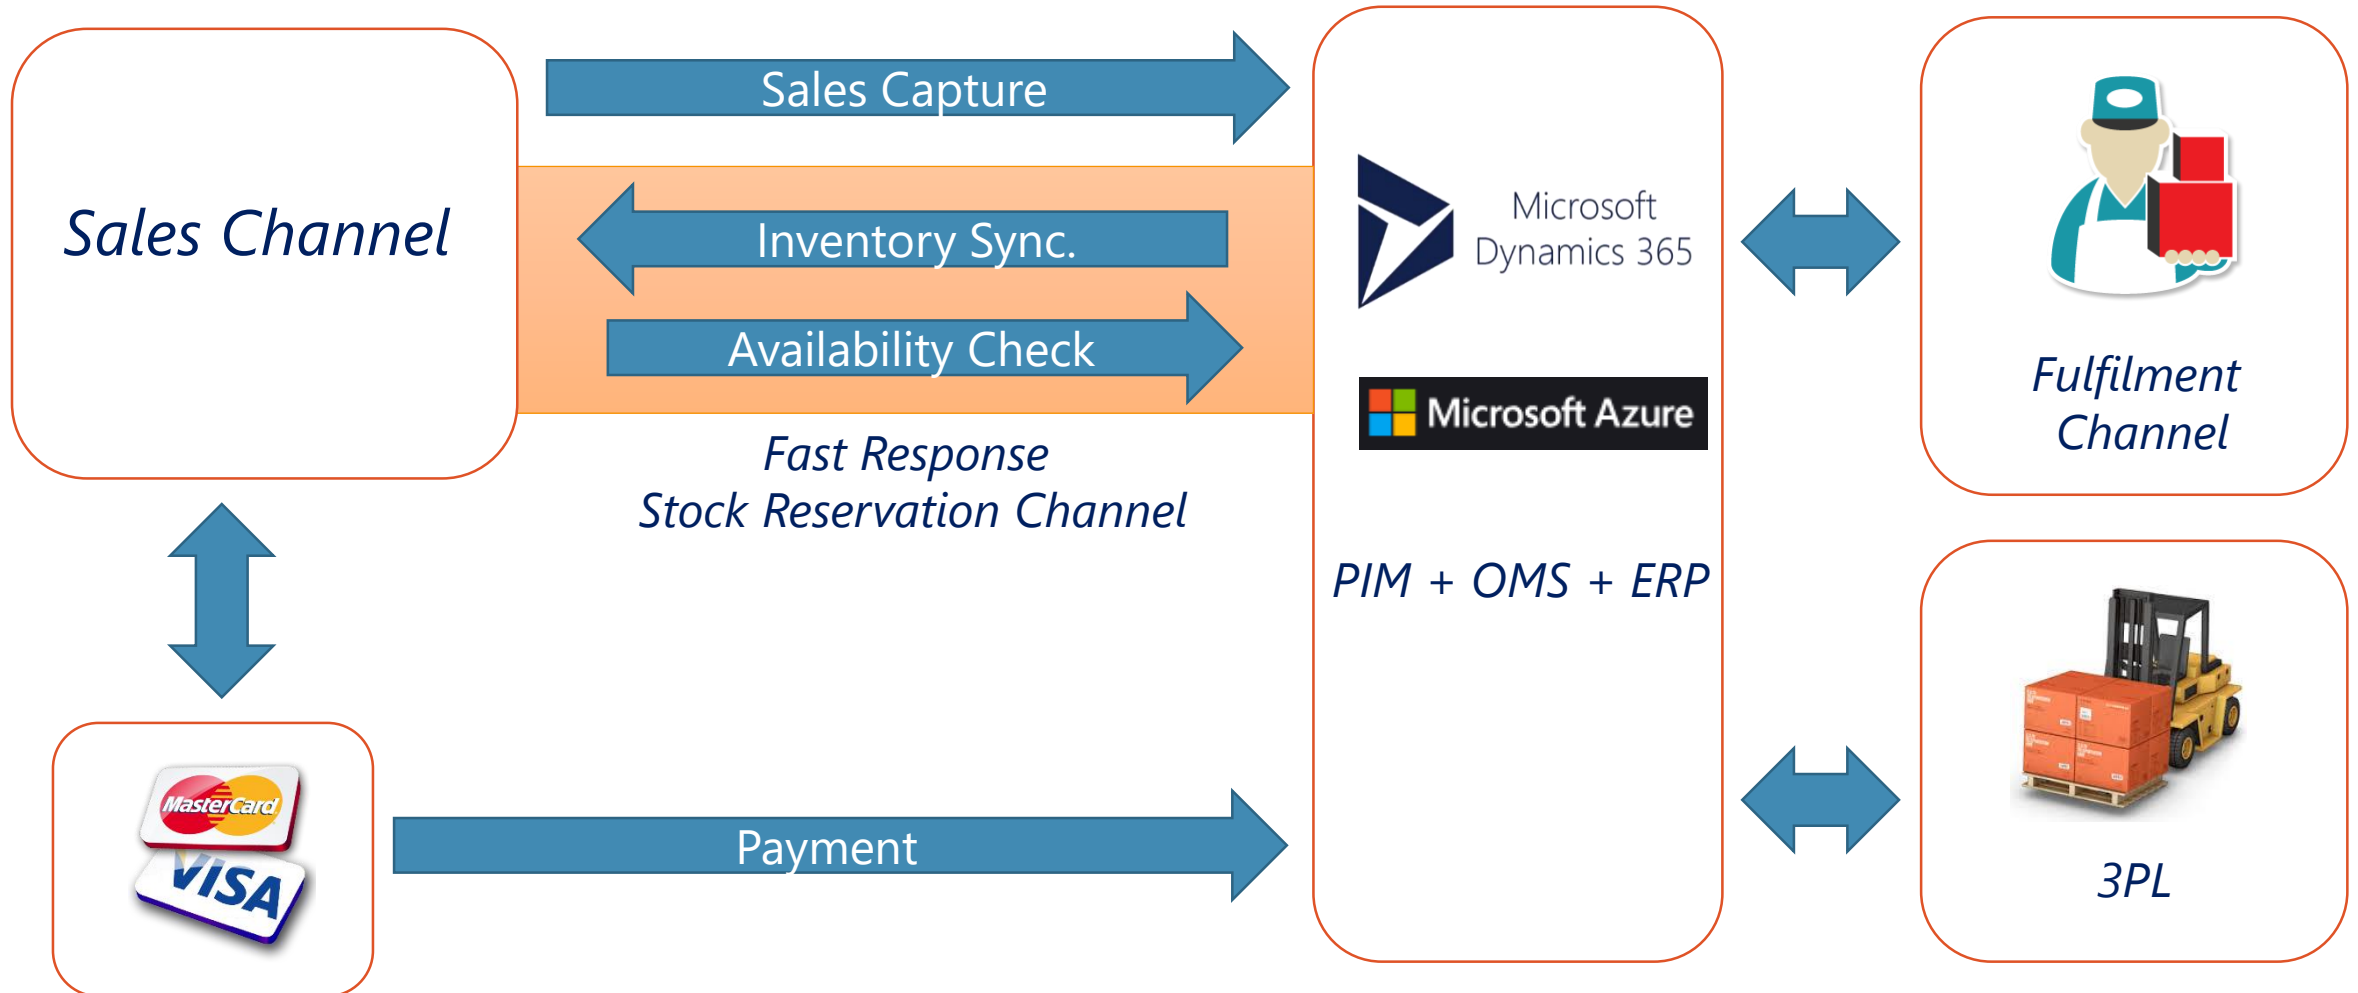 Sales Channel
Sales Capture
Inventory Sync.
Availability Check
Fast Response
Stock Reservation Channel
Microsoft
Dynamics 365
Microsoft Azure
PIM + OMS + ERP
Fulfilment
Channel
MasterCard
VISA
Payment
3PL